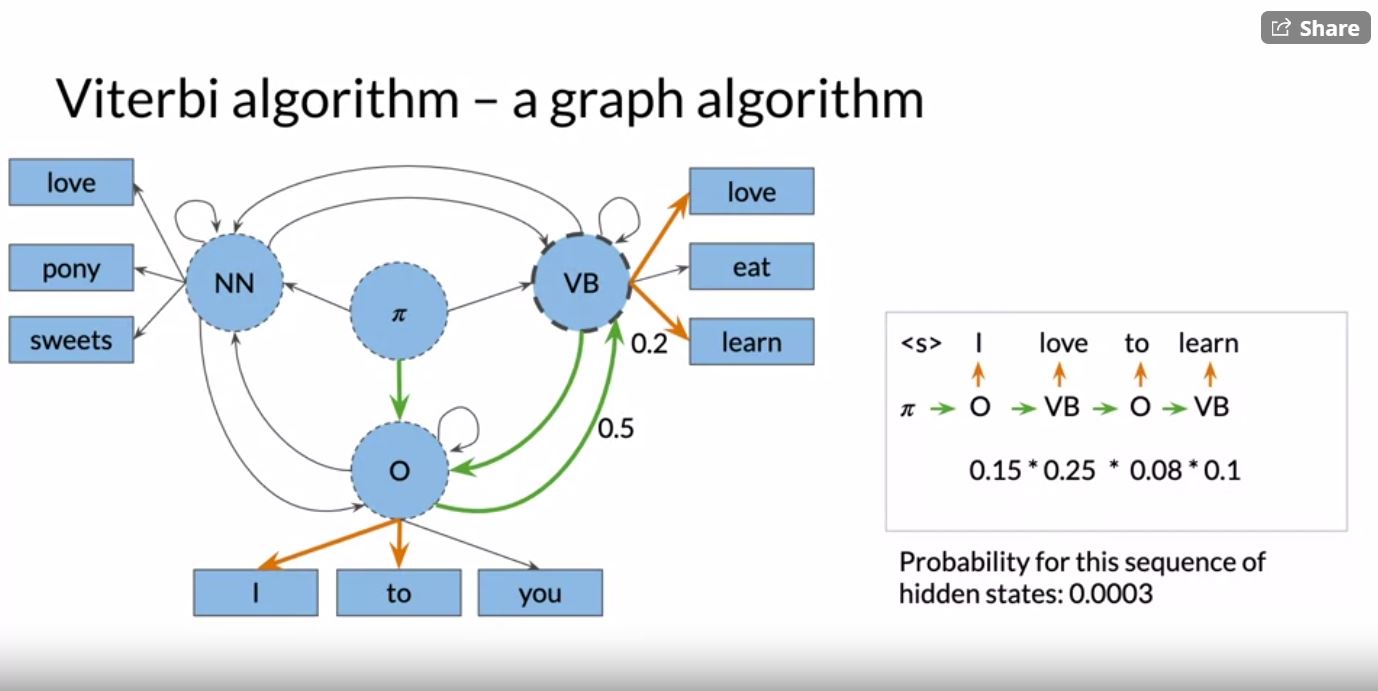 Share
Viterbi algorithm – a graph algorithm
love
pony
sweets
NN
π
VB
O
love
eat
learn
0.2
0.5
I
to
you
<s> I love to learn
π O VB O VB
0.15 * 0.25 * 0.08 * 0.1
Probability for this sequence of
hidden states: 0.0003